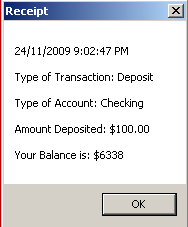 Receipt
24/11/2009 9:02:47 PM
Type of Transaction: Deposit
Type of Account: Checking
Amount Deposited: $100.00
Your Balance is: $6338
OK